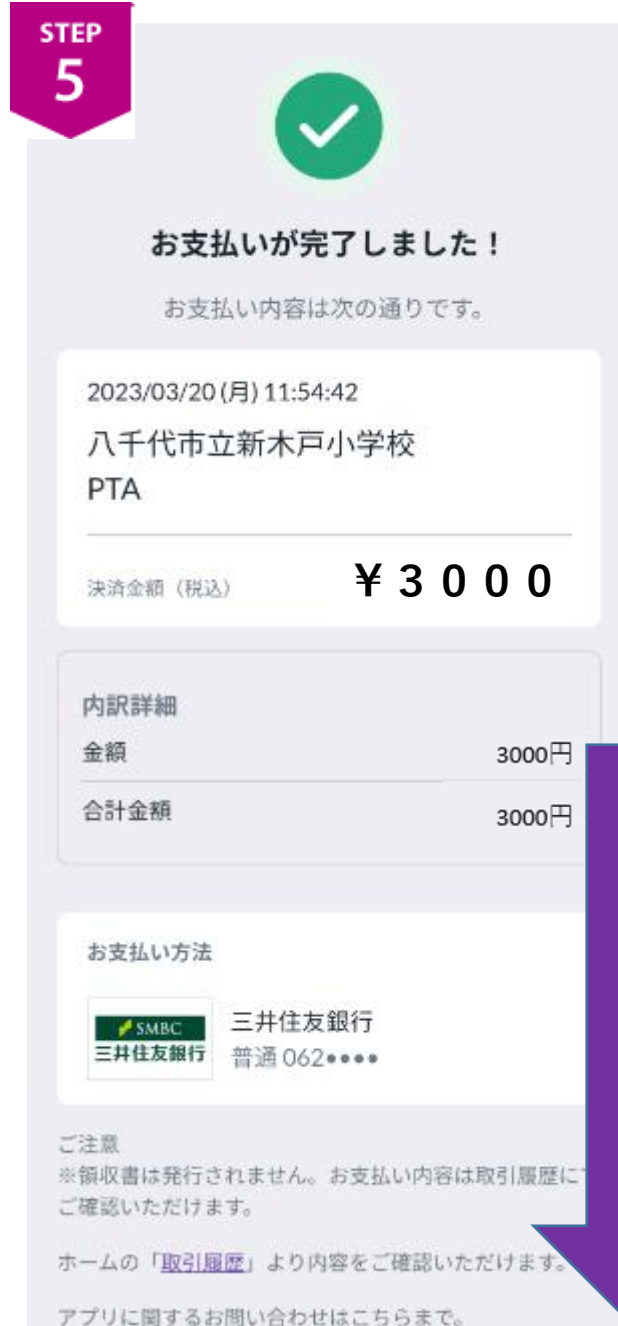 STEP
5
お支払いが完了しました！
お支払い内容は次の通りです。
2023/03/20 (月) 11:54:42
八千代市立新木戸小学校
PTA
決済金額（税込）
￥３０００
内訳詳細
金額 3000円
合計金額 3000円
お支払い方法
SMBC
三井住友銀行
三井住友銀行
普通 062••••
ご注意
※領収書は発行されません。お支払い内容は取引履歴に
ご確認いただけます。
ホームの「取引履歴」より内容をご確認いただけます。
アプリに関するお問い合わせはこちらまで。